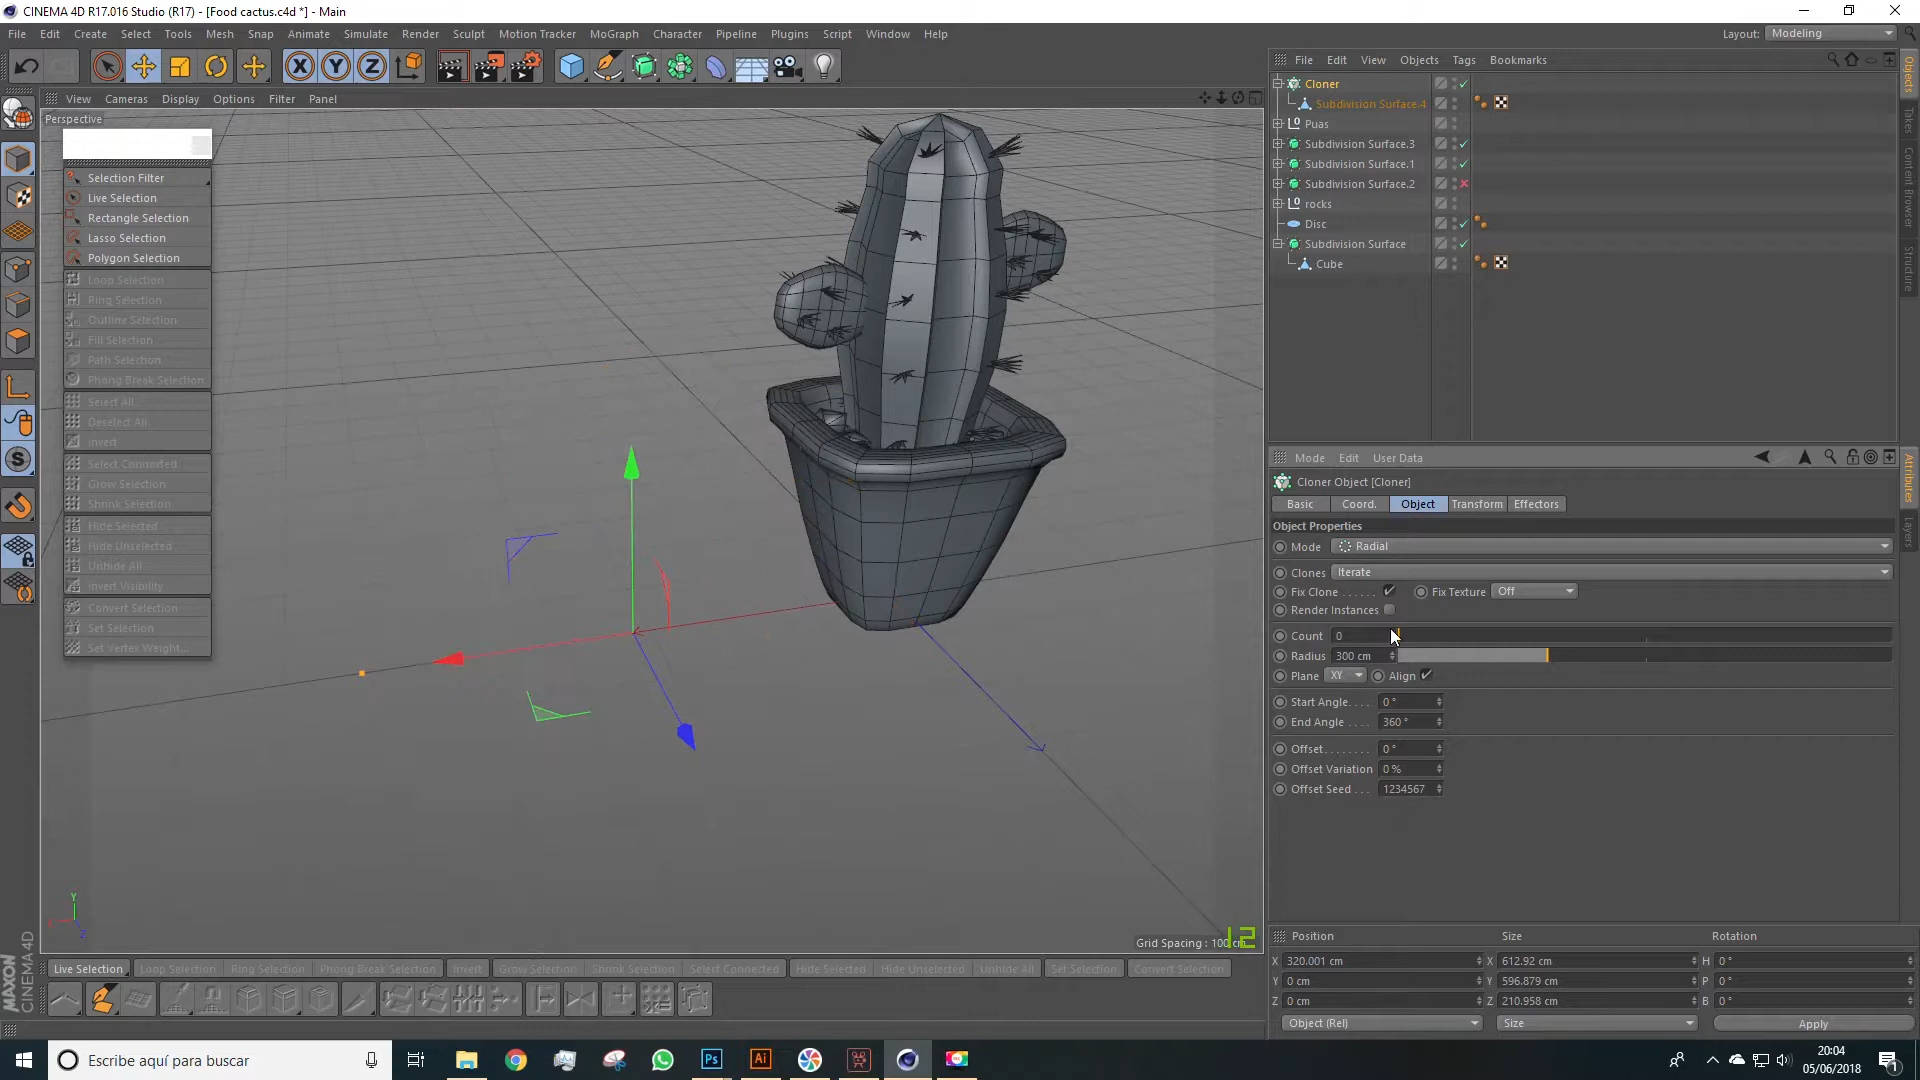 CINEMA 4D R17.016 Studio (R17) - [Food cactus.c4d *] - Main
File Edit Create Select Tools Mesh Snap Animate Simulate Render Sculpt Motion Tracker MoGraph Character Pipeline Plugins Script Window Help
Layout: Modeling
View Cameras Display Options Filter Panel
Perspective
Selection Filter
Live Selection
Rectangle Selection
Lasso Selection
Polygon Selection
Loop Selection
Ring Selection
Outline Selection
Fill Selection
Path Selection
Phong Break Selection
Select All
Deselect All
Invert
Select Connected
Grow Selection
Shrink Selection
Hide Selected
Hide Unselected
Unhide All
Invert Visibility
Convert Selection
Set Selection
Set Vertex Weight...
Grid Spacing : 100 cm
12
Y
X
Z
MAXON
CINEMA 4D
Live Selection Loop Selection Ring Selection Phong Break Selection Invert Grow Selection Shrink Selection Select Connected Hide Selected Hide Unselected Unhide All Set Selection Convert Selection
File Edit View Objects Tags Bookmarks
Cloner
Subdivision Surface.4
Puas
Subdivision Surface.3
Subdivision Surface.1
Subdivision Surface.2
rocks
Disc
Subdivision Surface
Cube
Objects
Takes
Content Browser
Structure
Mode Edit User Data
Cloner Object [Cloner]
Basic Coord. Object Transform Effectors
Object Properties
Mode Radial
Clones Iterate
Fix Clone . . . . . . Fix Texture Off
Render Instances
Count 0
Radius 300 cm
Plane XY Align
Start Angle. . . . 0 °
End Angle . . . . 360 °
Offset. . . . . . . . 0 °
Offset Variation 0 %
Offset Seed . . . 1234567
Attributes
Layers
Position Size Rotation
X 320.001 cm X 612.92 cm H 0 °
Y 0 cm Y 596.879 cm P 0 °
Z 0 cm Z 210.958 cm B 0 °
Object (Rel) Size Apply
Escribe aquí para buscar
Ps
Ai
20:04
05/06/2018
1